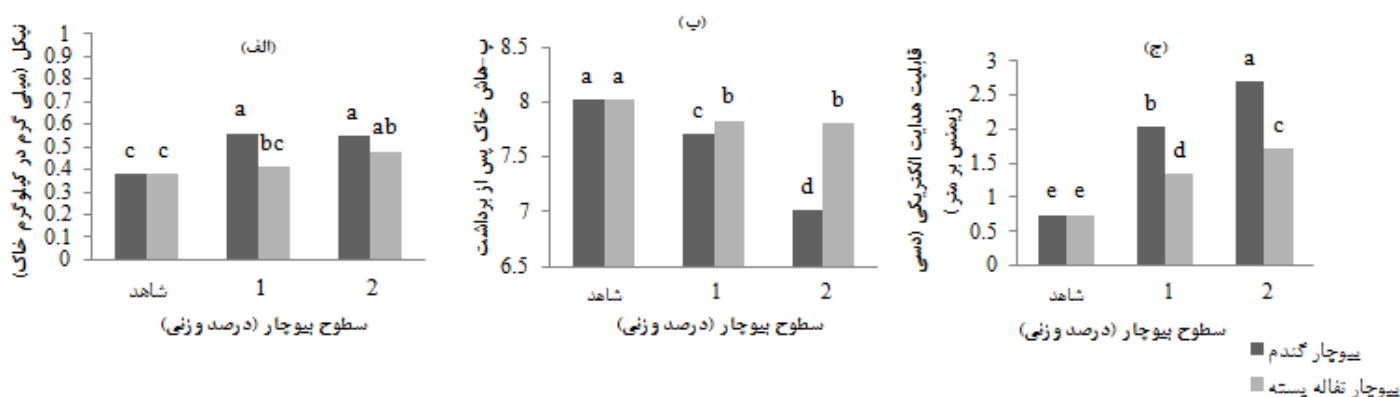 (الف)
نیکل (میلی گرم در کیلوگرم خاک)
1
0.9
0.8
0.7
0.6
0.5
0.4
0.3
0.2
0.1
0
c c a bc a ab
شاهد 1 2
سطوح بیوچار (درصد وزنی)
(ب)
پ-هاش خاک پس از برداشت
8.5
8
7.5
7
6.5
a a c b d b
شاهد 1 2
سطوح بیوچار (درصد وزنی)
(ج)
قابلیت هدایت الکتریکی (دسی
زیمنس بر متر)
3
2.5
2
1.5
1
0.5
0
e e b d a c
شاهد 1 2
سطوح بیوچار (درصد وزنی)
بیوچار گندم
بیوچار تفاله پسته